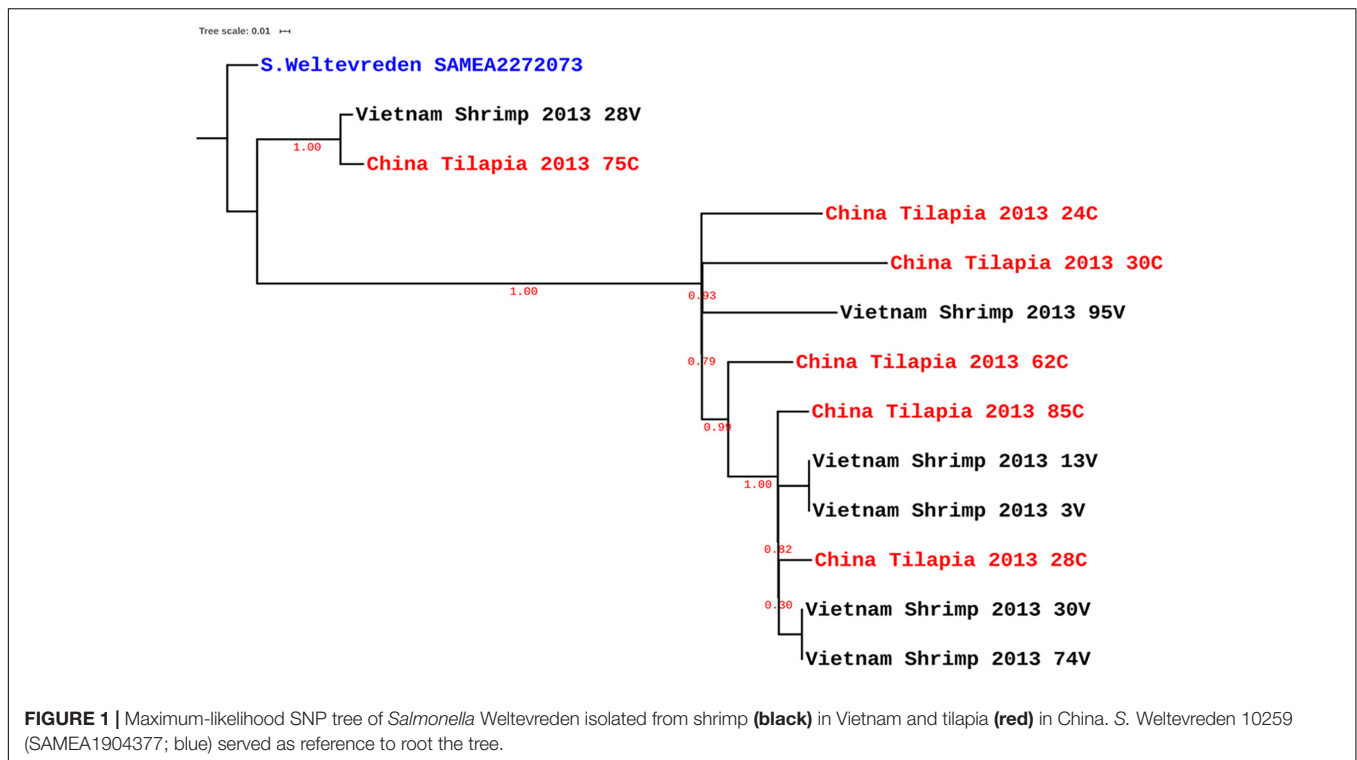 Tree scale: 0.01
S.Weltevreden SAMEA2272073
Vietnam Shrimp 2013 28V
1.00
China Tilapia 2013 75C
China Tilapia 2013 24C
China Tilapia 2013 30C
1.00
0.93
Vietnam Shrimp 2013 95V
0.79
China Tilapia 2013 62C
China Tilapia 2013 85C
0.99
Vietnam Shrimp 2013 13V
1.00
Vietnam Shrimp 2013 3V
0.82
China Tilapia 2013 28C
0.30
Vietnam Shrimp 2013 30V
Vietnam Shrimp 2013 74V
FIGURE 1 | Maximum-likelihood SNP tree of Salmonella Weltevreden isolated from shrimp (black) in Vietnam and tilapia (red) in China. S. Weltevreden 10259
(SAMEA1904377; blue) served as reference to root the tree.